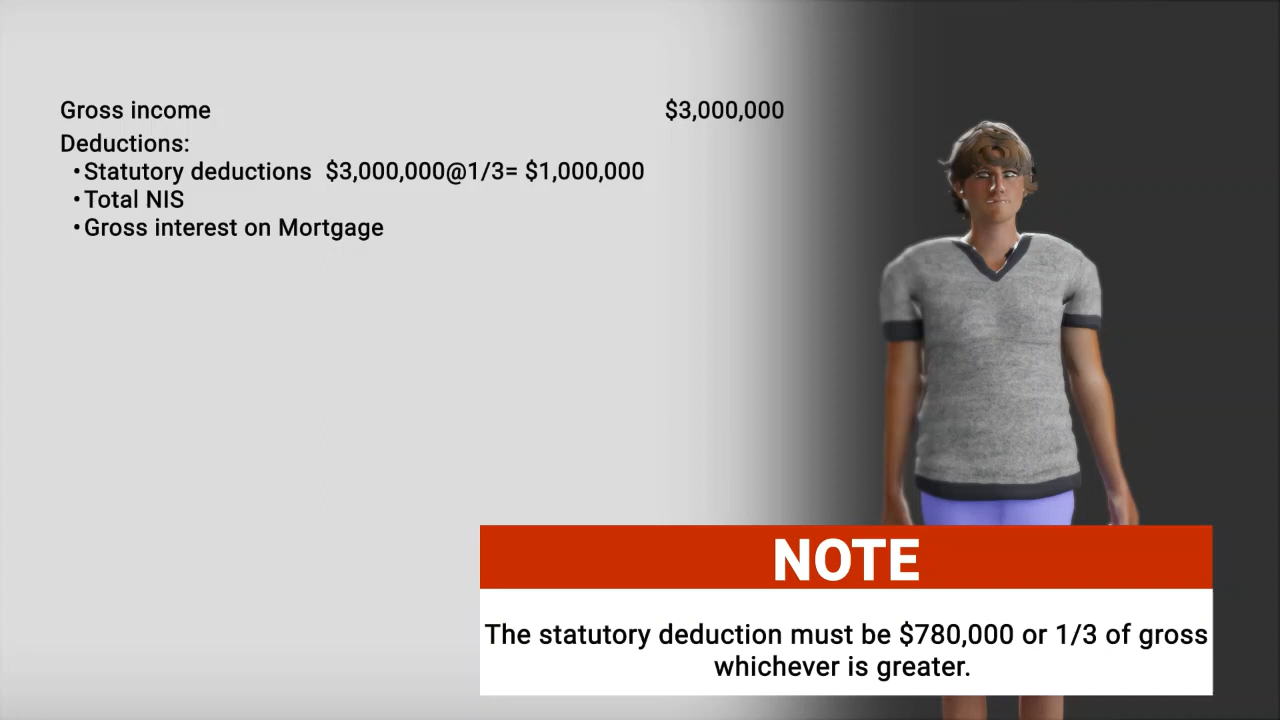 Gross income $3,000,000
Deductions:
•Statutory deductions $3,000,000@1/3= $1,000,000
•Total NIS
•Gross interest on Mortgage
NOTE
The statutory deduction must be $780,000 or 1/3 of gross
whichever is greater.